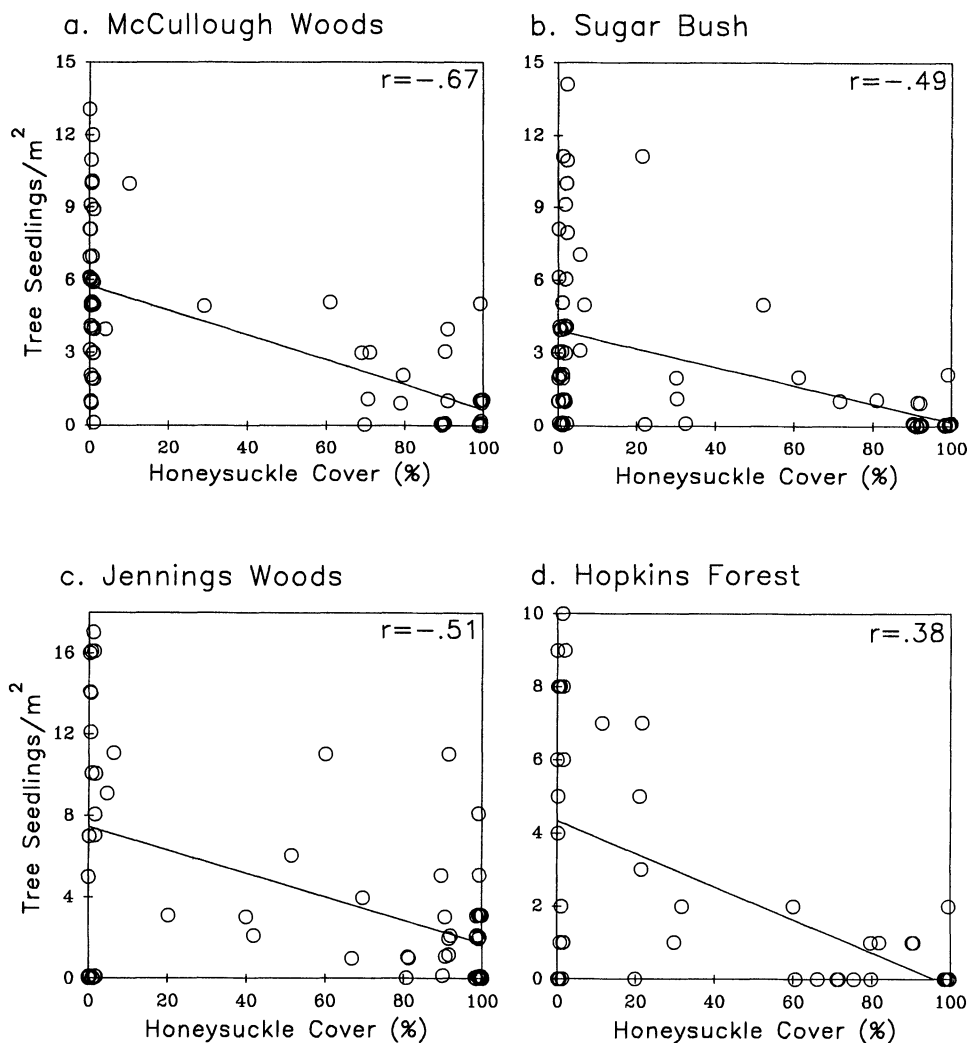 a. McCullough Woods
r=-.67
Tree Seedlings/m²
15
12
9
6
3
0
0 20 40 60 80 100
Honeysuckle Cover (%)
b. Sugar Bush
r=-.49
15
12
9
6
3
0
0 20 40 60 80 100
Honeysuckle Cover (%)
c. Jennings Woods
r=-.51
Tree Seedlings/m²
16
12
8
4
0
0 20 40 60 80 100
Honeysuckle Cover (%)
d. Hopkins Forest
r=.38
10
8
6
4
2
0
0 20 40 60 80 100
Honeysuckle Cover (%)